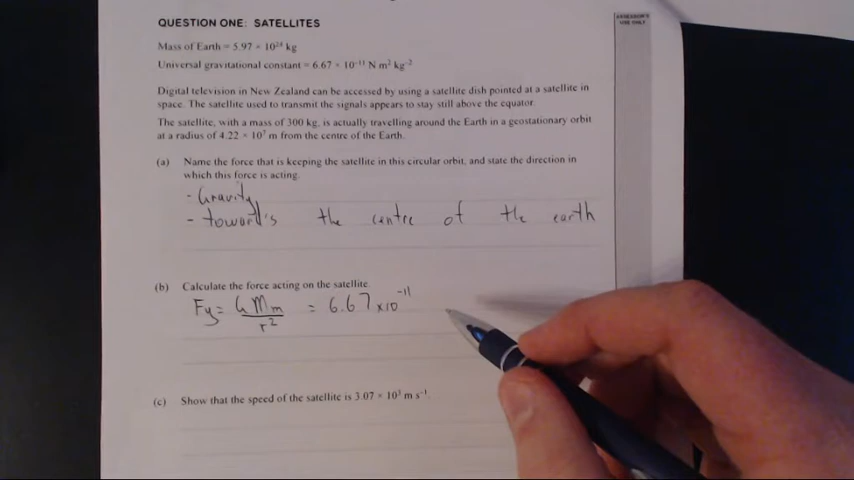 ASSESSOR'S
USE ONLY
QUESTION ONE: SATELLITES
Mass of Earth = 5.97 × 10²⁴ kg
Universal gravitational constant = 6.67 × 10⁻¹¹ N m² kg⁻²
Digital television in New Zealand can be accessed by using a satellite dish pointed at a satellite in
space. The satellite used to transmit the signals appears to stay still above the equator.
The satellite, with a mass of 300 kg, is actually travelling around the Earth in a geostationary orbit
at a radius of 4.22 × 10⁷ m from the centre of the Earth.
(a) Name the force that is keeping the satellite in this circular orbit, and state the direction in
which this force is acting.
- Gravity
- toward's the centre of the earth
(b) Calculate the force acting on the satellite.
Fg = GMm/r² = 6.67 × 10⁻¹¹
(c) Show that the speed of the satellite is 3.07 × 10³ m s⁻¹.